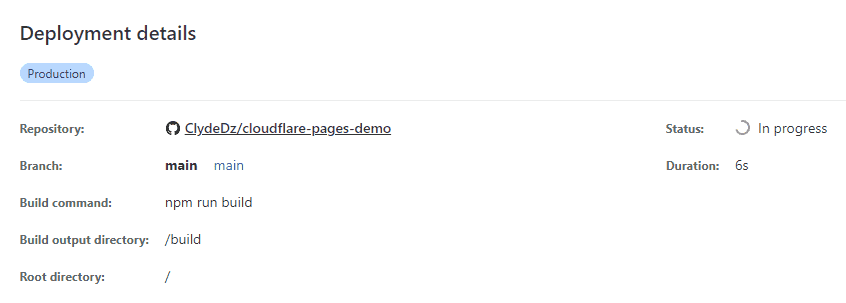 Deployment details
Production
Repository: ClydeDz/cloudflare-pages-demo Status: In progress
Branch: main main Duration: 6s
Build command: npm run build
Build output directory: /build
Root directory: /